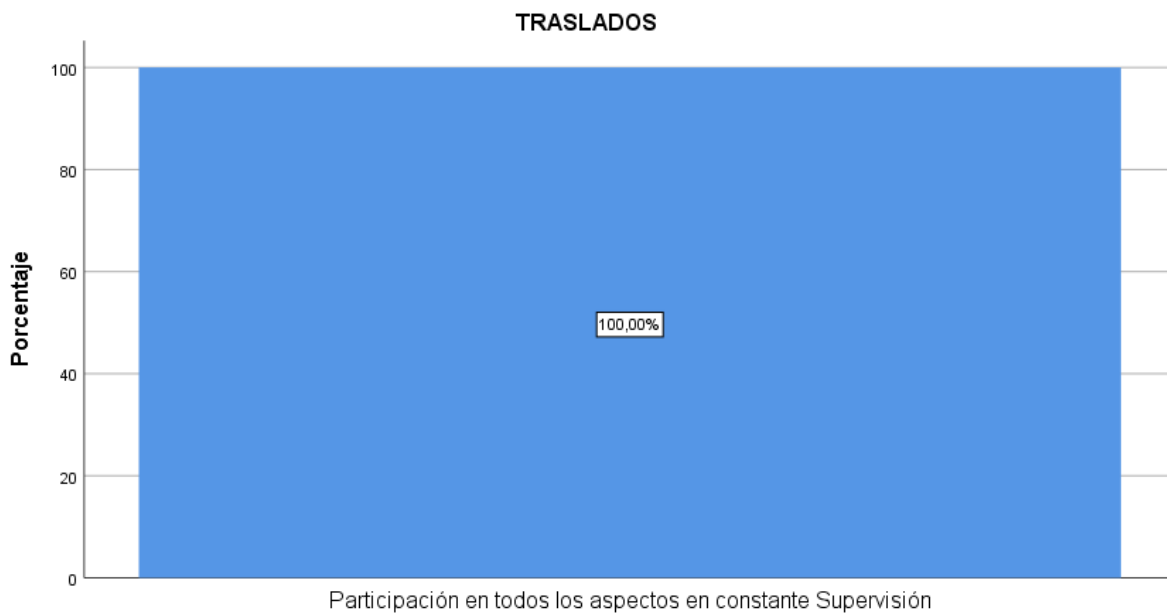 TRASLADOS
Porcentaje
100
80
60
40
20
0
100,00%
Participación en todos los aspectos en constante Supervisión